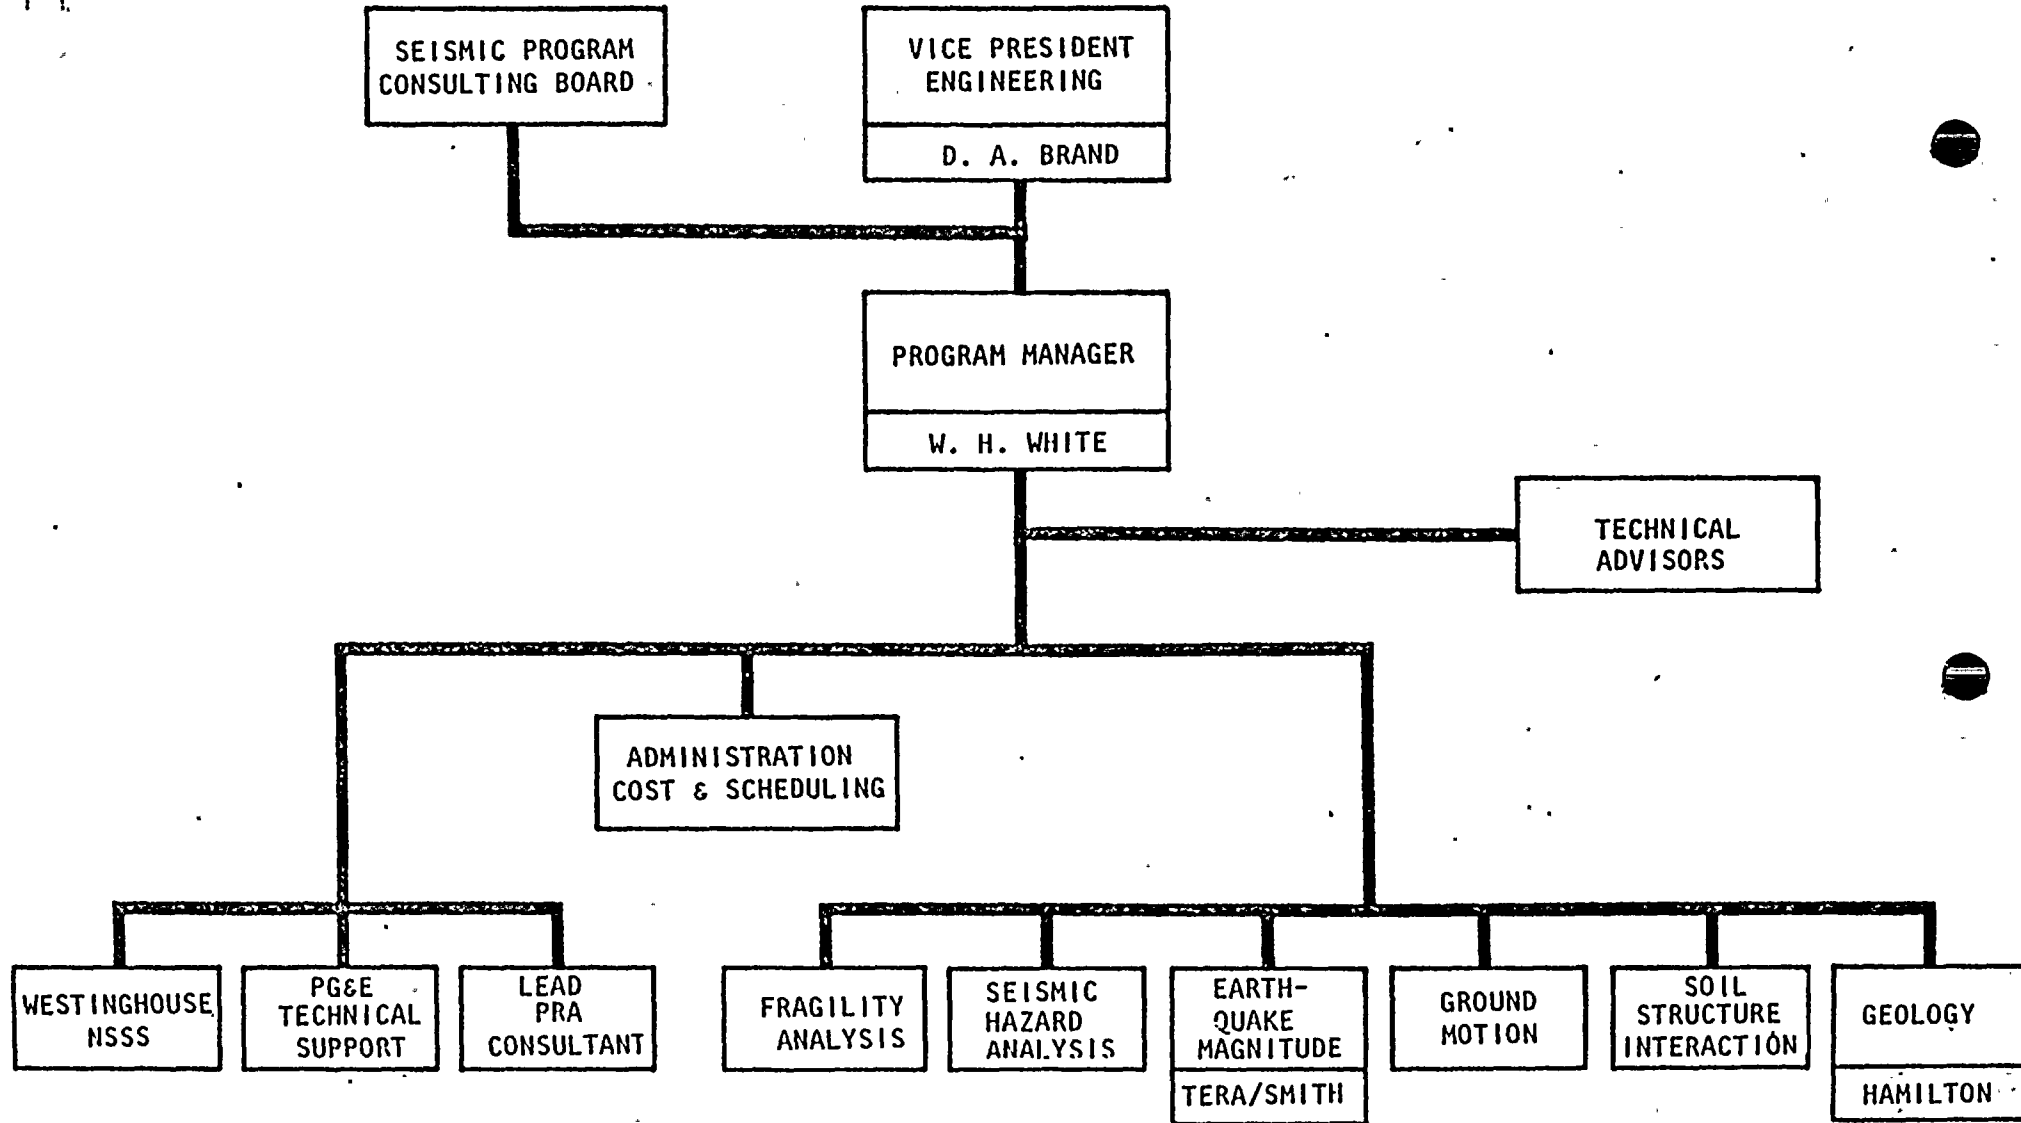 SEISMIC PROGRAM
CONSULTING BOARD
VICE PRESIDENT
ENGINEERING
D. A. BRAND
PROGRAM MANAGER
W. H. WHITE
TECHNICAL
ADVISORS
ADMINISTRATION
COST & SCHEDULING
WESTINGHOUSE
NSSS
PG&E
TECHNICAL
SUPPORT
LEAD
PRA
CONSULTANT
FRAGILITY
ANALYSIS
SEISMIC
HAZARD
ANALYSIS
EARTH-
QUAKE
MAGNITUDE
TERA/SMITH
GROUND
MOTION
SOIL
STRUCTURE
INTERACTION
GEOLOGY
HAMILTON